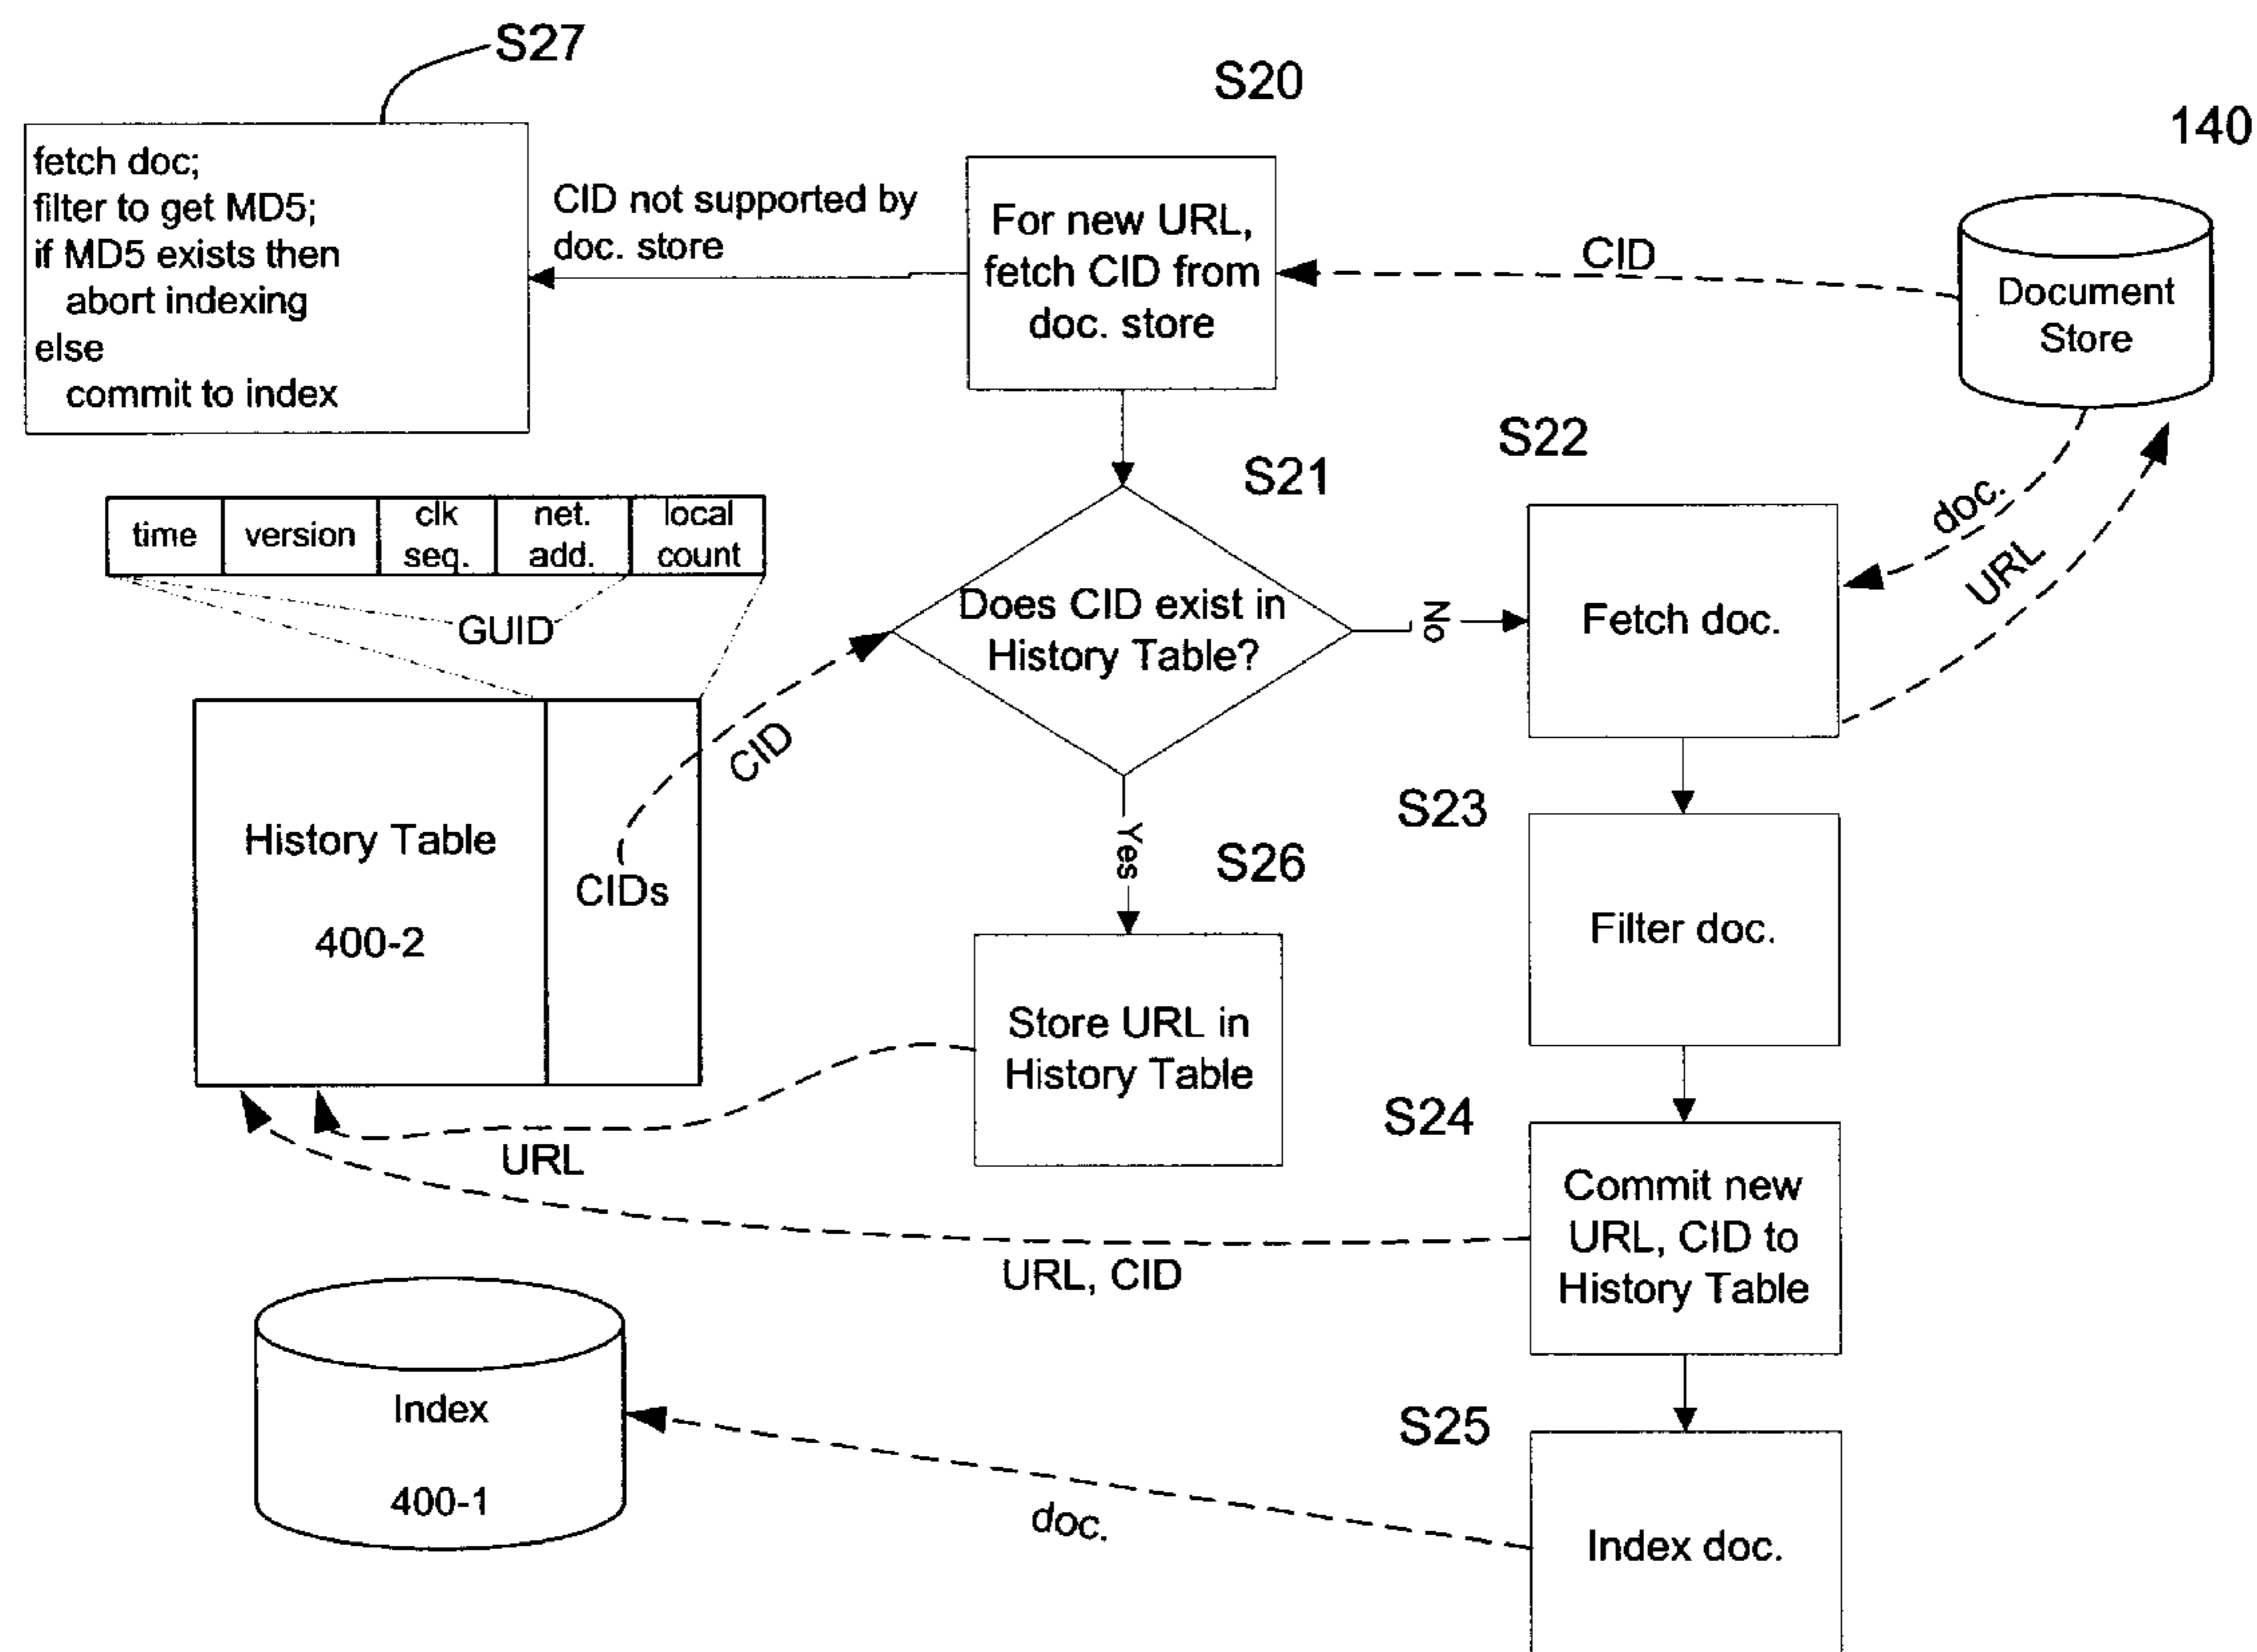 S27
S20
140
fetch doc;
filter to get MD5;
if MD5 exists then
abort indexing
else
commit to index
CID not supported by
doc. store
For new URL,
fetch CID from
doc. store
CID
Document
Store
S22
S21
doc.
URL
time
version
clk
seq.
net.
add.
local
count
GUID
Does CID exist in
History Table?
No
Fetch doc.
CID
S23
History Table
400-2
CIDs
Yes
S26
Filter doc.
Store URL in
History Table
S24
URL
Commit new
URL, CID to
History Table
URL, CID
Index
400-1
S25
doc.
Index doc.